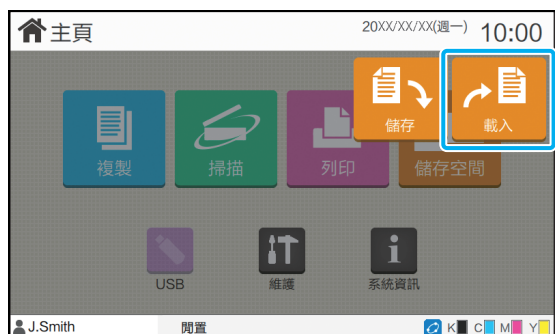 主頁
20XX/XX/XX(週一) 10:00
儲存 載入
複製 掃描 列印 儲存空間
USB 維護 系統資訊
J.Smith 閒置 K C M Y